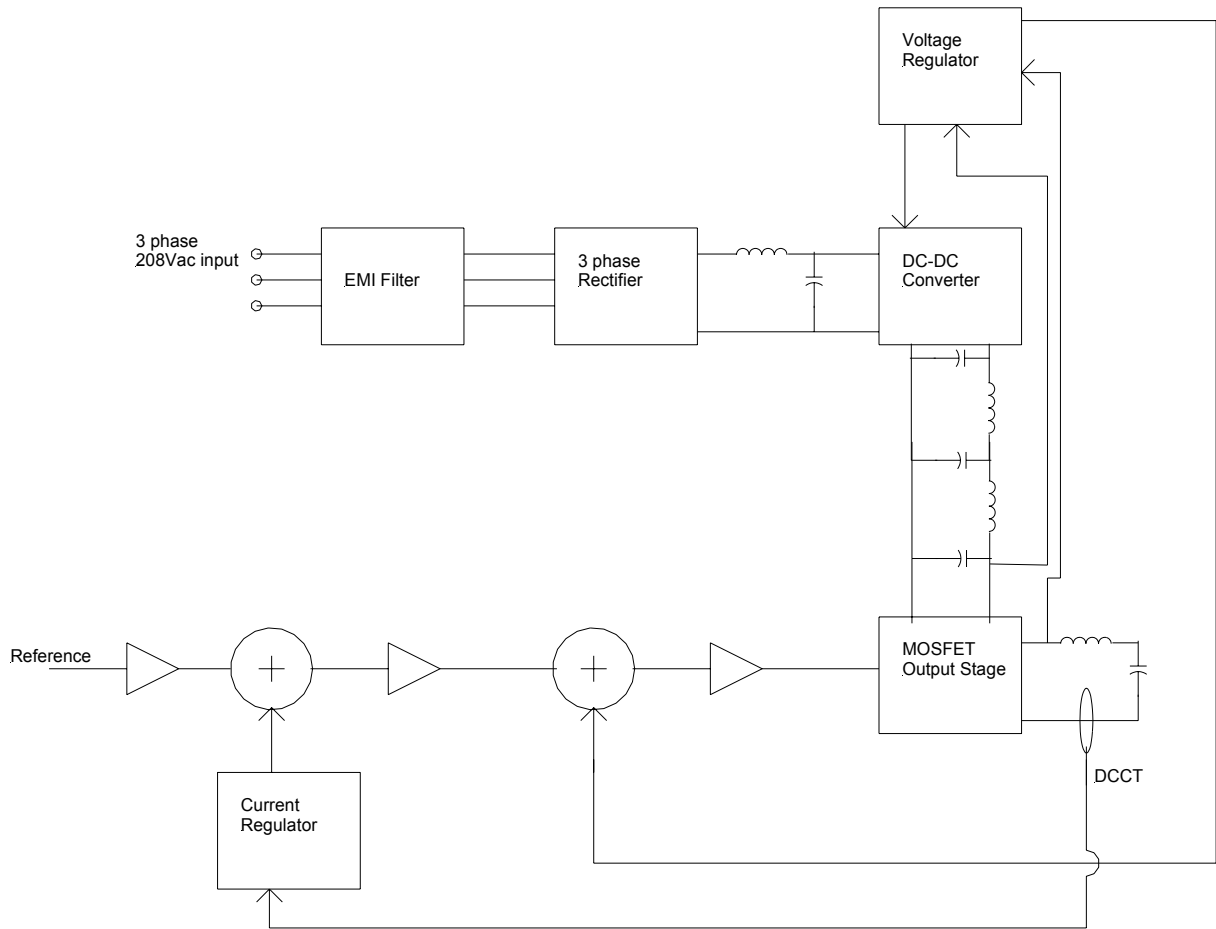 Voltage
Regulator
3 phase
208Vac input
EMI Filter
3 phase
Rectifier
DC-DC
Converter
Reference
MOSFET
Output Stage
DCCT
Current
Regulator